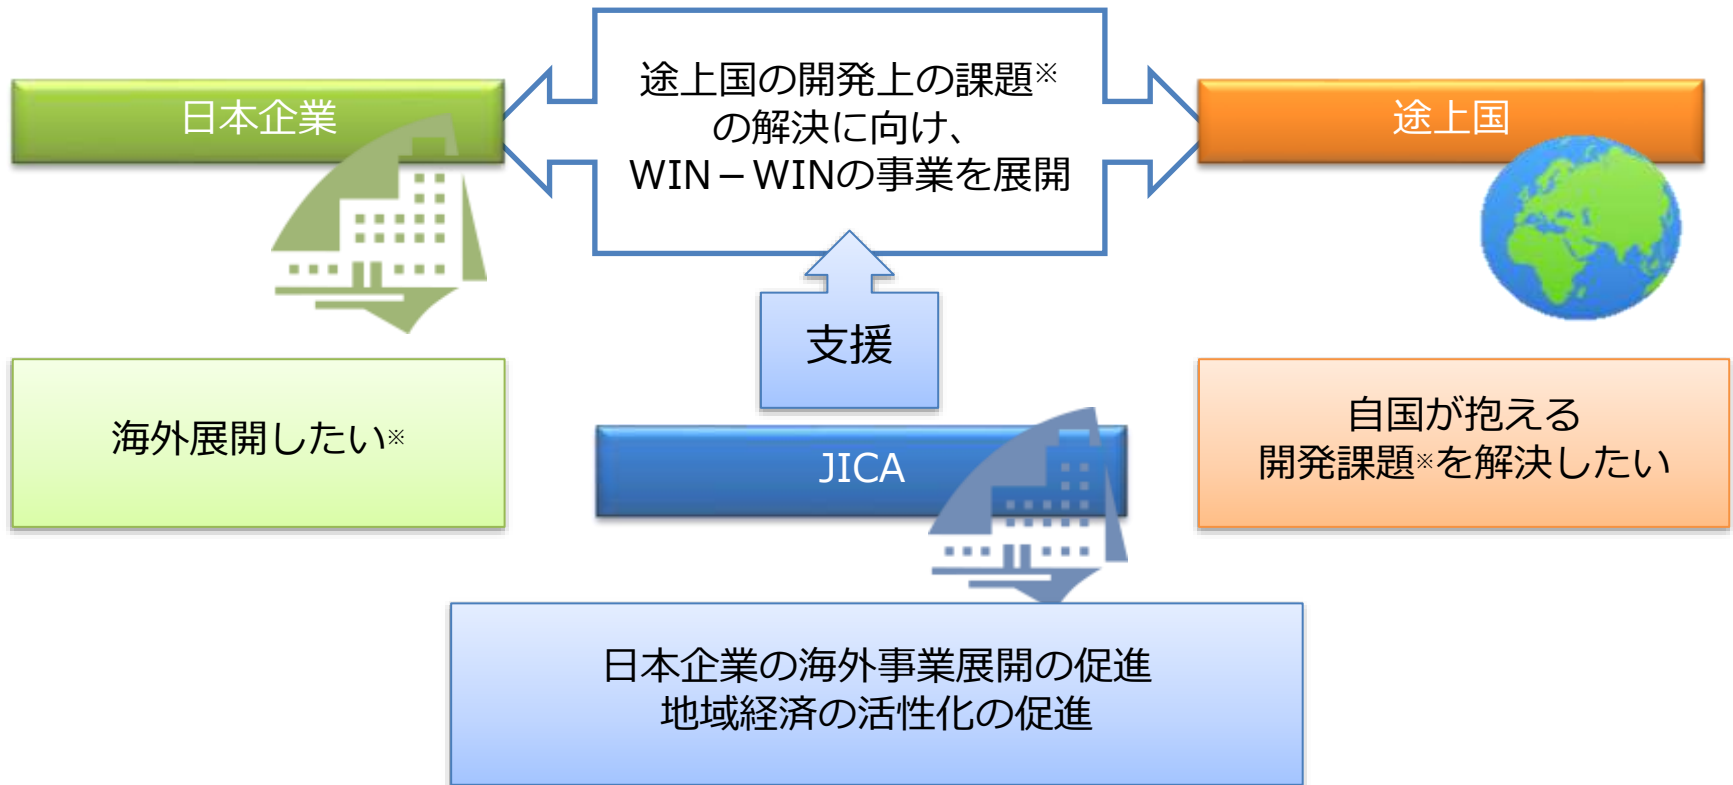 日本企業
途上国の開発上の課題※
の解決に向け、
WIN－WINの事業を展開
途上国
支援
海外展開したい※
JICA
自国が抱える
開発課題※を解決したい
日本企業の海外事業展開の促進
地域経済の活性化の促進